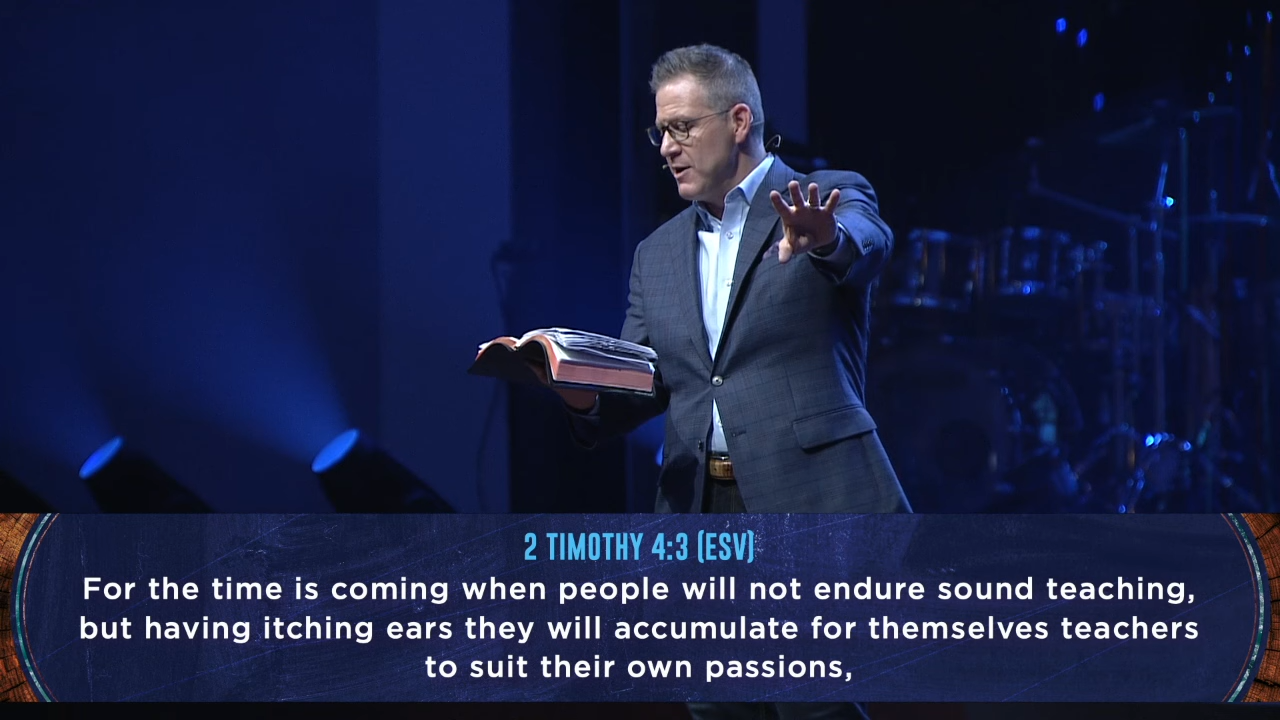 2 TIMOTHY 4:3 (ESV)
For the time is coming when people will not endure sound teaching,
but having itching ears they will accumulate for themselves teachers
to suit their own passions,